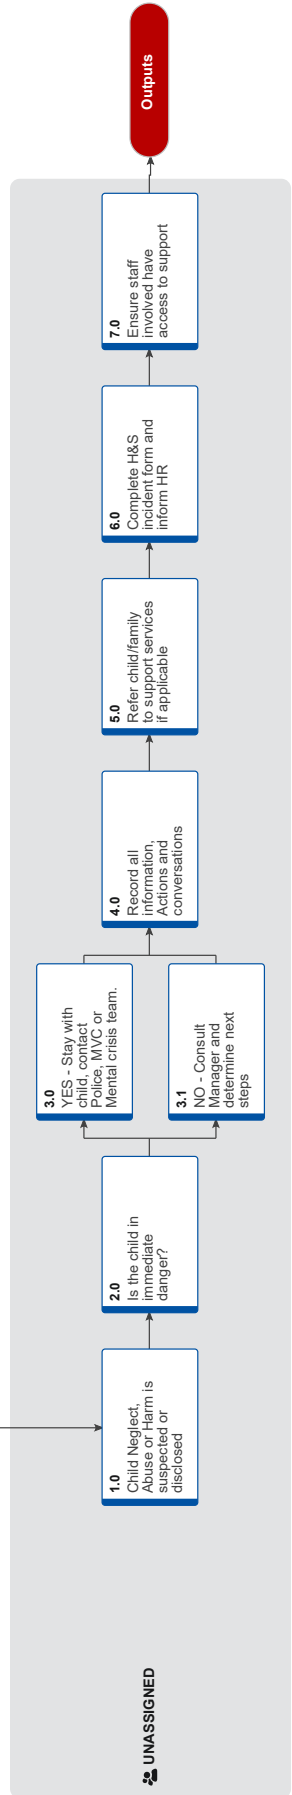 UNASSIGNED
1.0
Child Neglect,
Abuse or Harm is
suspected or
disclosed
2.0
Is the child in
immediate
danger?
3.0
YES - Stay with
child, contact
Police, MVC or
Mental crisis team.
3.1
NO - Consult
Manager and
determine next
steps
4.0
Record all
information,
Actions and
conversations
5.0
Refer child/family
to support services
if applicable
6.0
Complete H&S
incident form and
inform HR
7.0
Ensure staff
involved have
access to support
Outputs